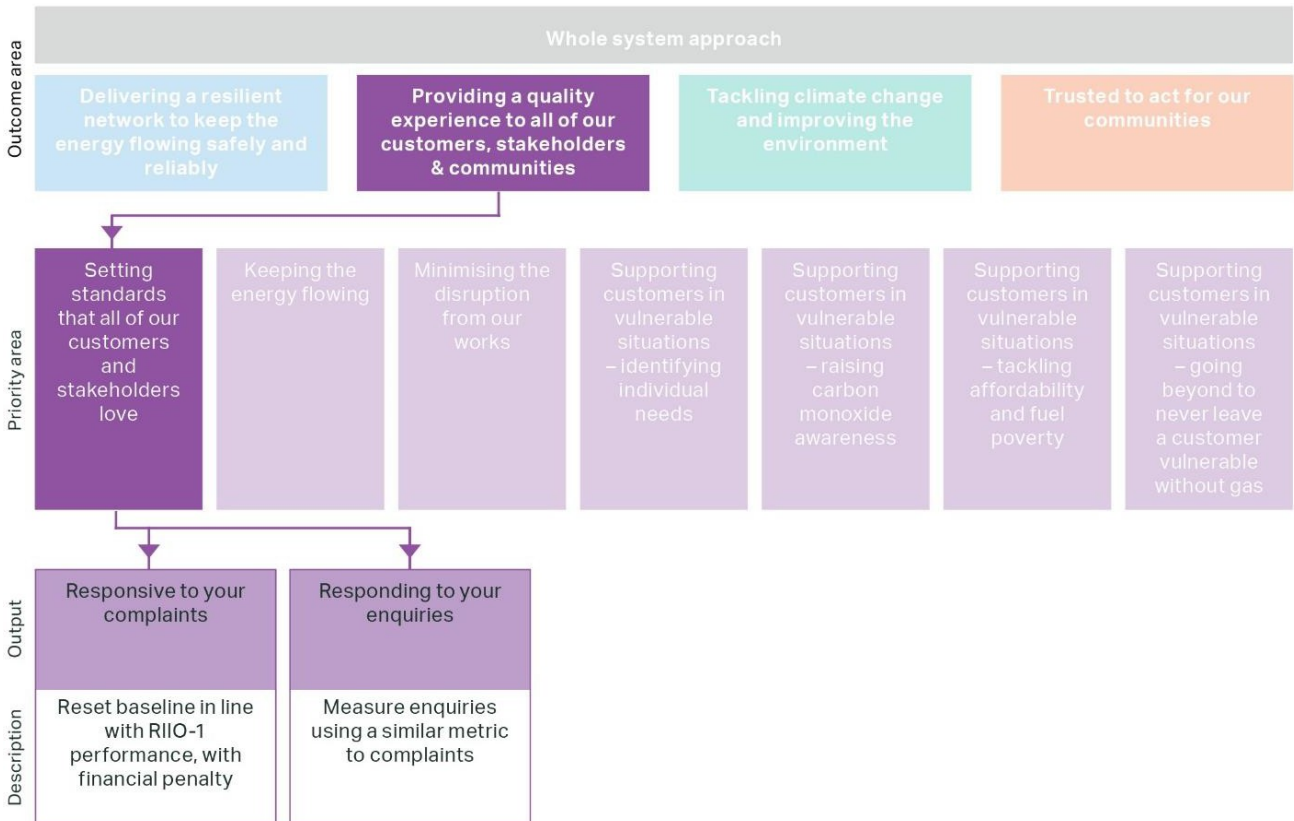 Outcome area
Whole system approach
Delivering a resilient
network to keep the
energy flowing safely and
reliably
Providing a quality
experience to all of our
customers, stakeholders
& communities
Tackling climate change
and improving the
environment
Trusted to act for our
communities
Priority area
Setting
standards
that all of our
customers
and
stakeholders
love
Keeping the
energy flowing
Minimising the
disruption
from our
works
Supporting
customers in
vulnerable
situations
– identifying
individual
needs
Supporting
customers in
vulnerable
situations
– raising
carbon
monoxide
awareness
Supporting
customers in
vulnerable
situations
– tackling
affordability
and fuel
poverty
Supporting
customers in
vulnerable
situations
– going
beyond to
never leave
a customer
vulnerable
without gas
Output
Responsive to your
complaints
Responding to your
enquiries
Description
Reset baseline in line
with RIIO-1
performance, with
financial penalty
Measure enquiries
using a similar metric
to complaints